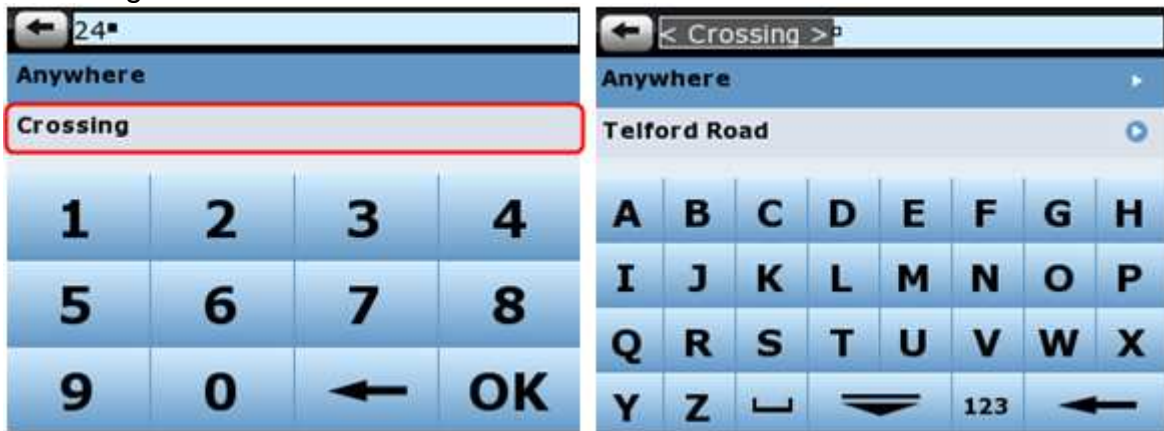 24
Anywhere
Crossing
1 2 3 4
5 6 7 8
9 0 OK
< Crossing >
Anywhere
Telford Road
A B C D E F G H
I J K L M N O P
Q R S T U V W X
Y Z 123